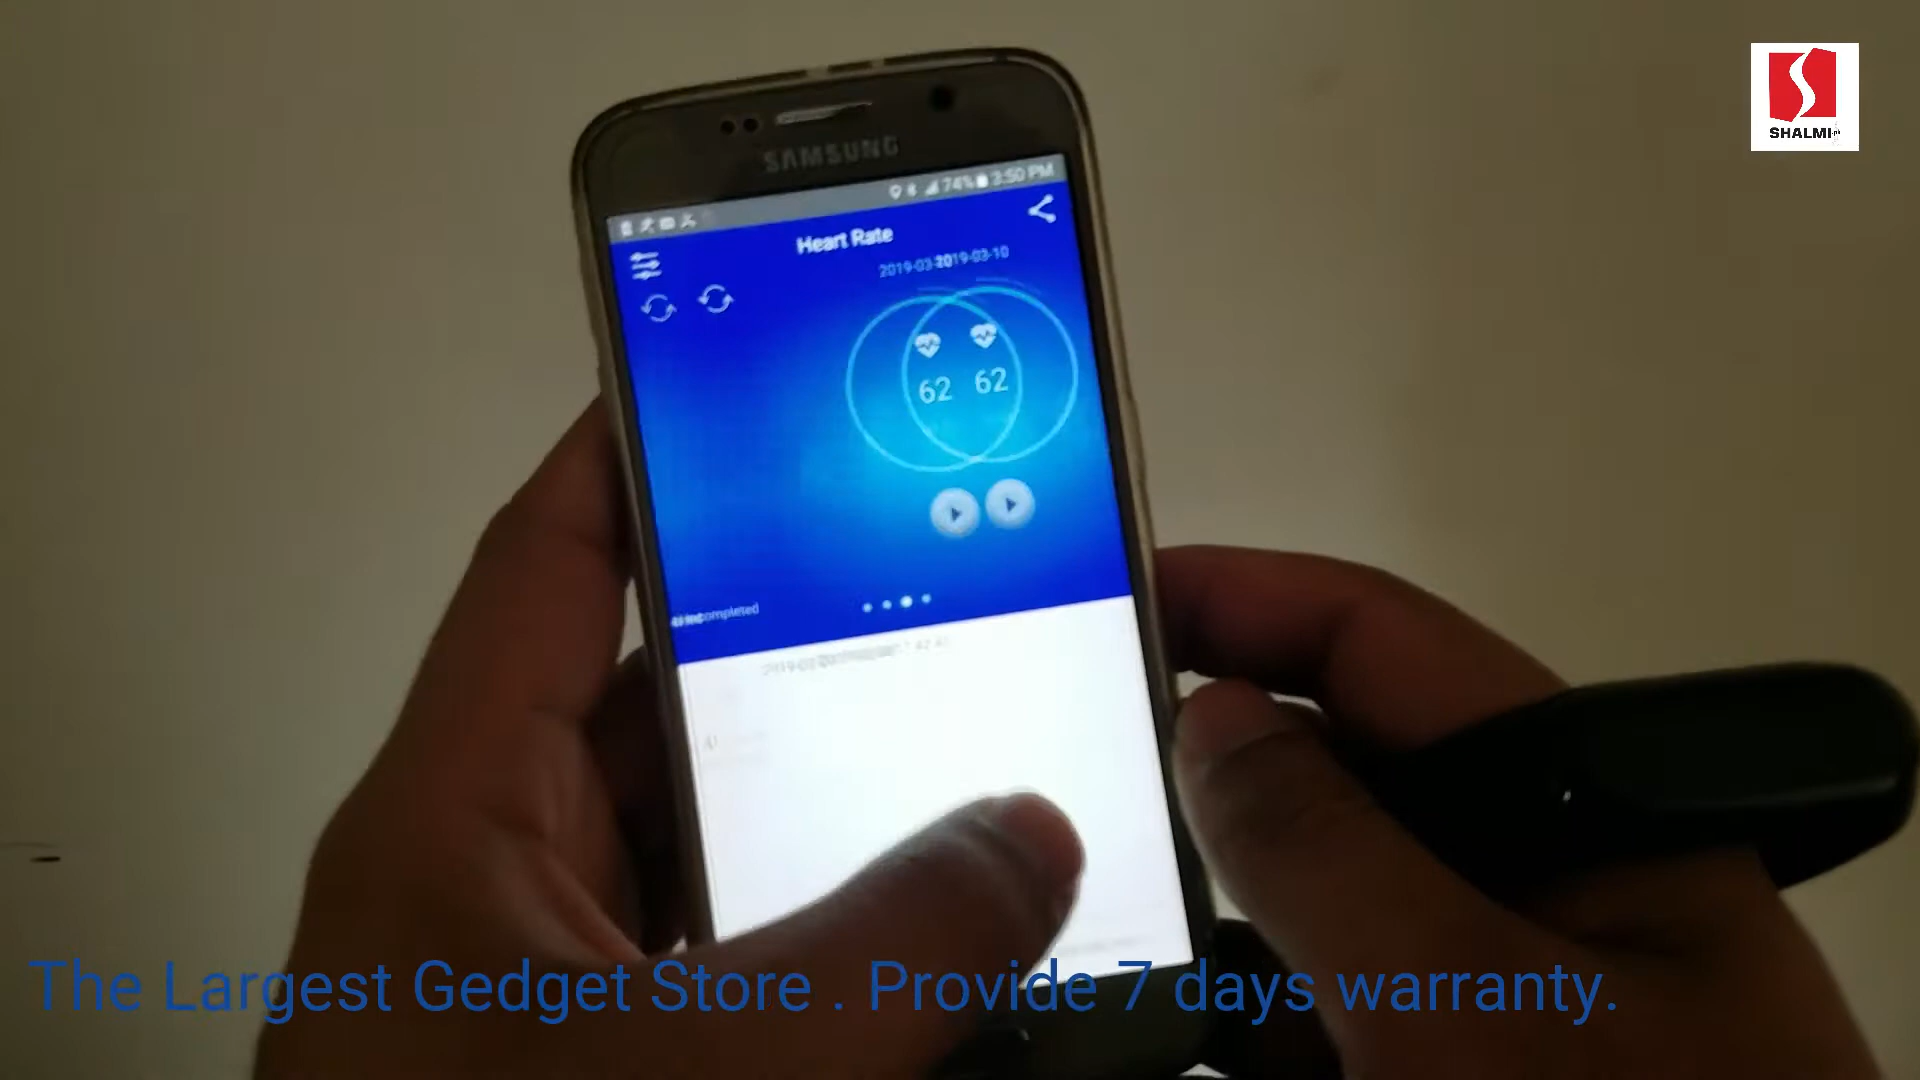 SHALMI
SAMSUNG
74% 3:50 PM
Heart Rate
2019-03-10
62 62
completed
The Largest Gedget Store . Provide 7 days warranty.